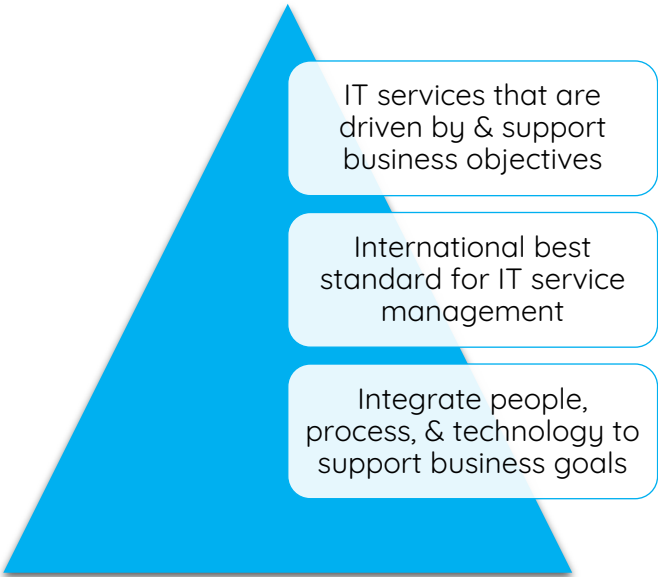 IT services that are
driven by & support
business objectives
International best
standard for IT service
management
Integrate people,
process, & technology to
support business goals